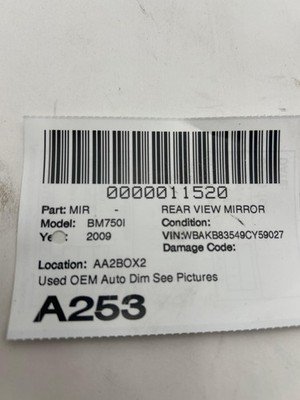 0000011520
Part: MIR - REAR VIEW MIRROR
Model: BM750I Condition:
2009 VIN:WBAKB83549CY59027
Damage Code:
Location: AA2BOX2
Used OEM Auto Dim See Pictures
A253